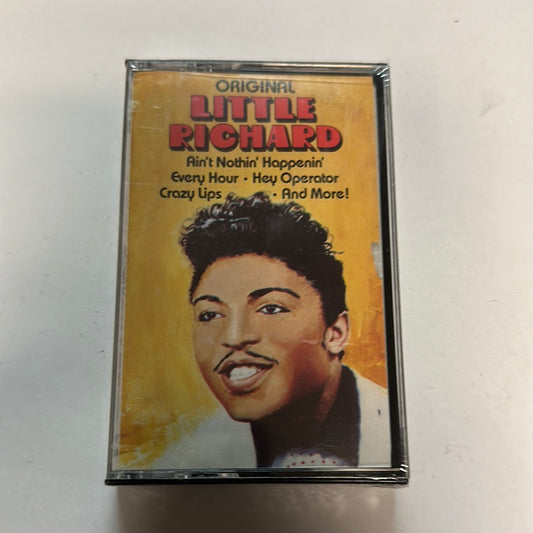 ORIGINAL
LITTLE
RICHARD
Ain't Nothin' Happenin'
Every Hour • Hey Operator
Crazy Lips • And More!